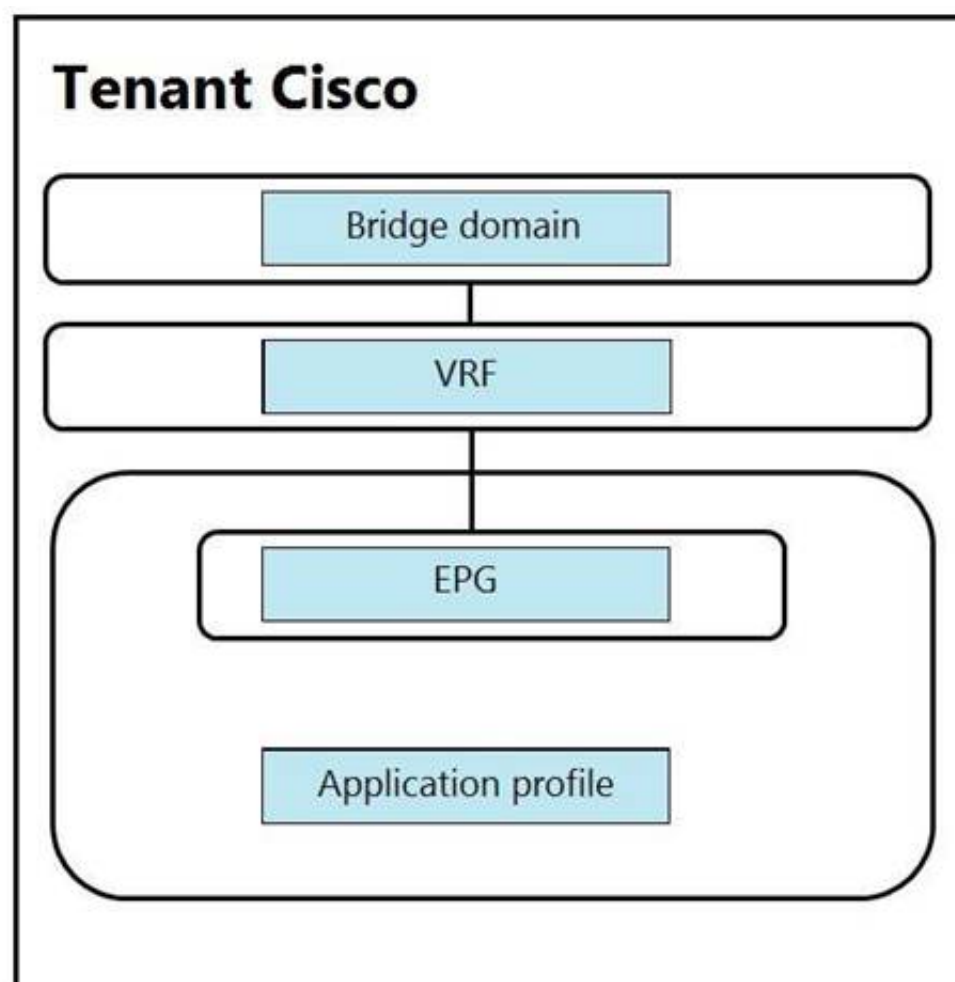 Tenant Cisco
Bridge domain
VRF
EPG
Application profile